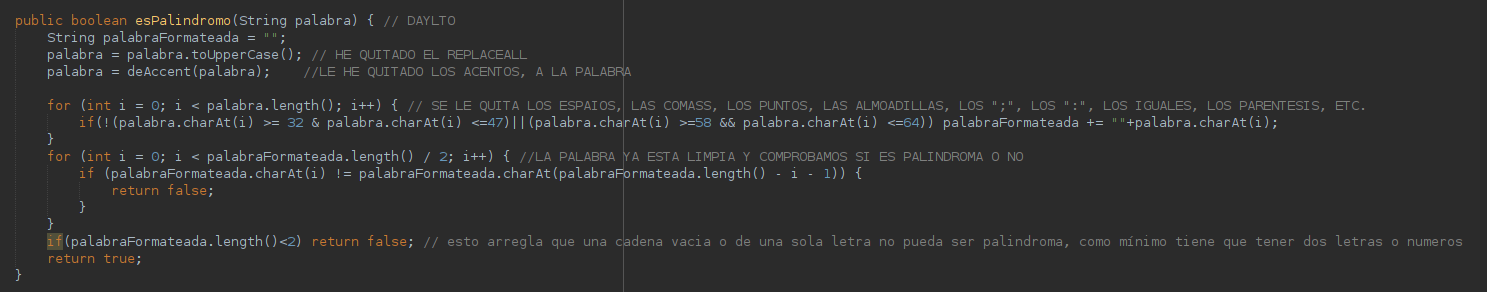 public boolean esPalindromo(String palabra) { // DAYLTO
    String palabraFormateada = "";
    palabra = palabra.toUpperCase(); // HE QUITADO EL REPLACEALL
    palabra = deAccent(palabra);    //LE HE QUITADO LOS ACENTOS, A LA PALABRA
    for (int i = 0; i < palabra.length(); i++) { // SE LE QUITA LOS ESPAIOS, LAS COMASS, LOS PUNTOS, LAS ALMOADILLAS, LOS ";", LOS ":", LOS IGUALES, LOS PARENTESIS, ETC.
        if(!(palabra.charAt(i) >= 32 & palabra.charAt(i) <=47)||(palabra.charAt(i) >=58 && palabra.charAt(i) <=64)) palabraFormateada += ""+palabra.charAt(i);
    }
    for (int i = 0; i < palabraFormateada.length() / 2; i++) { //LA PALABRA YA ESTA LIMPIA Y COMPROBAMOS SI ES PALINDROMA O NO
        if (palabraFormateada.charAt(i) != palabraFormateada.charAt(palabraFormateada.length() - i - 1)) {
            return false;
        }
    }
    if(palabraFormateada.length()<2) return false; // esto arregla que una cadena vacia o de una sola letra no pueda ser palindroma, como mínimo tiene que tener dos letras o numeros
    return true;
}